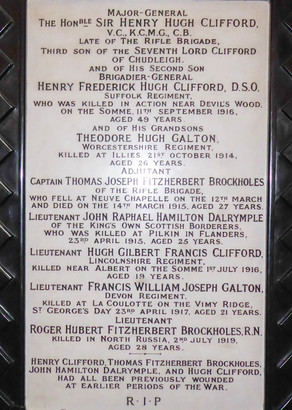 Major-General
The Honble Sir Henry Hugh Clifford,
V.C., K.C.M.G., C.B.
late of the Rifle Brigade,
Third son of the Seventh Lord Clifford
of Chudleigh.
and of his Second Son
Brigadier-General
Henry Frederick Hugh Clifford, D.S.O.
Suffolk Regiment,
who was killed in action near Devil's Wood,
on the Somme, 11th September 1916,
aged 49 years.
and of his Grandsons
Theodore Hugh Galton,
Worcestershire Regiment,
killed at Illies 21st October 1914,
aged 26 years.
Adjutant
Captain Thomas Joseph Fitzherbert Brockholes
of the Rifle Brigade,
who fell at Neuve Chapelle on the 12th March
and died on the 14th March 1915, aged 27 years.
Lieutenant John Raphael Hamilton Dalrymple
of the King's Own Scottish Borderers,
who was killed at Pilkin in Flanders,
23rd April 1915, aged 25 years.
Lieutenant Hugh Gilbert Francis Clifford,
Lincolnshire Regiment,
killed near Albert on the Somme 1st July 1916,
aged 19 years.
Lieutenant Francis William Joseph Galton,
Devon Regiment,
killed at La Coulotte on the Vimy Ridge,
St George's Day 23rd April 1917, aged 21 years.
Lieutenant
Roger Hubert Fitzherbert Brockholes, R.N.
killed in North Russia, 2nd July 1919,
aged 28 years.
Henry Clifford, Thomas Fitzherbert Brockholes,
John Hamilton Dalrymple, and Hugh Clifford,
had all been previously wounded
at earlier periods of the War.
R·I·P